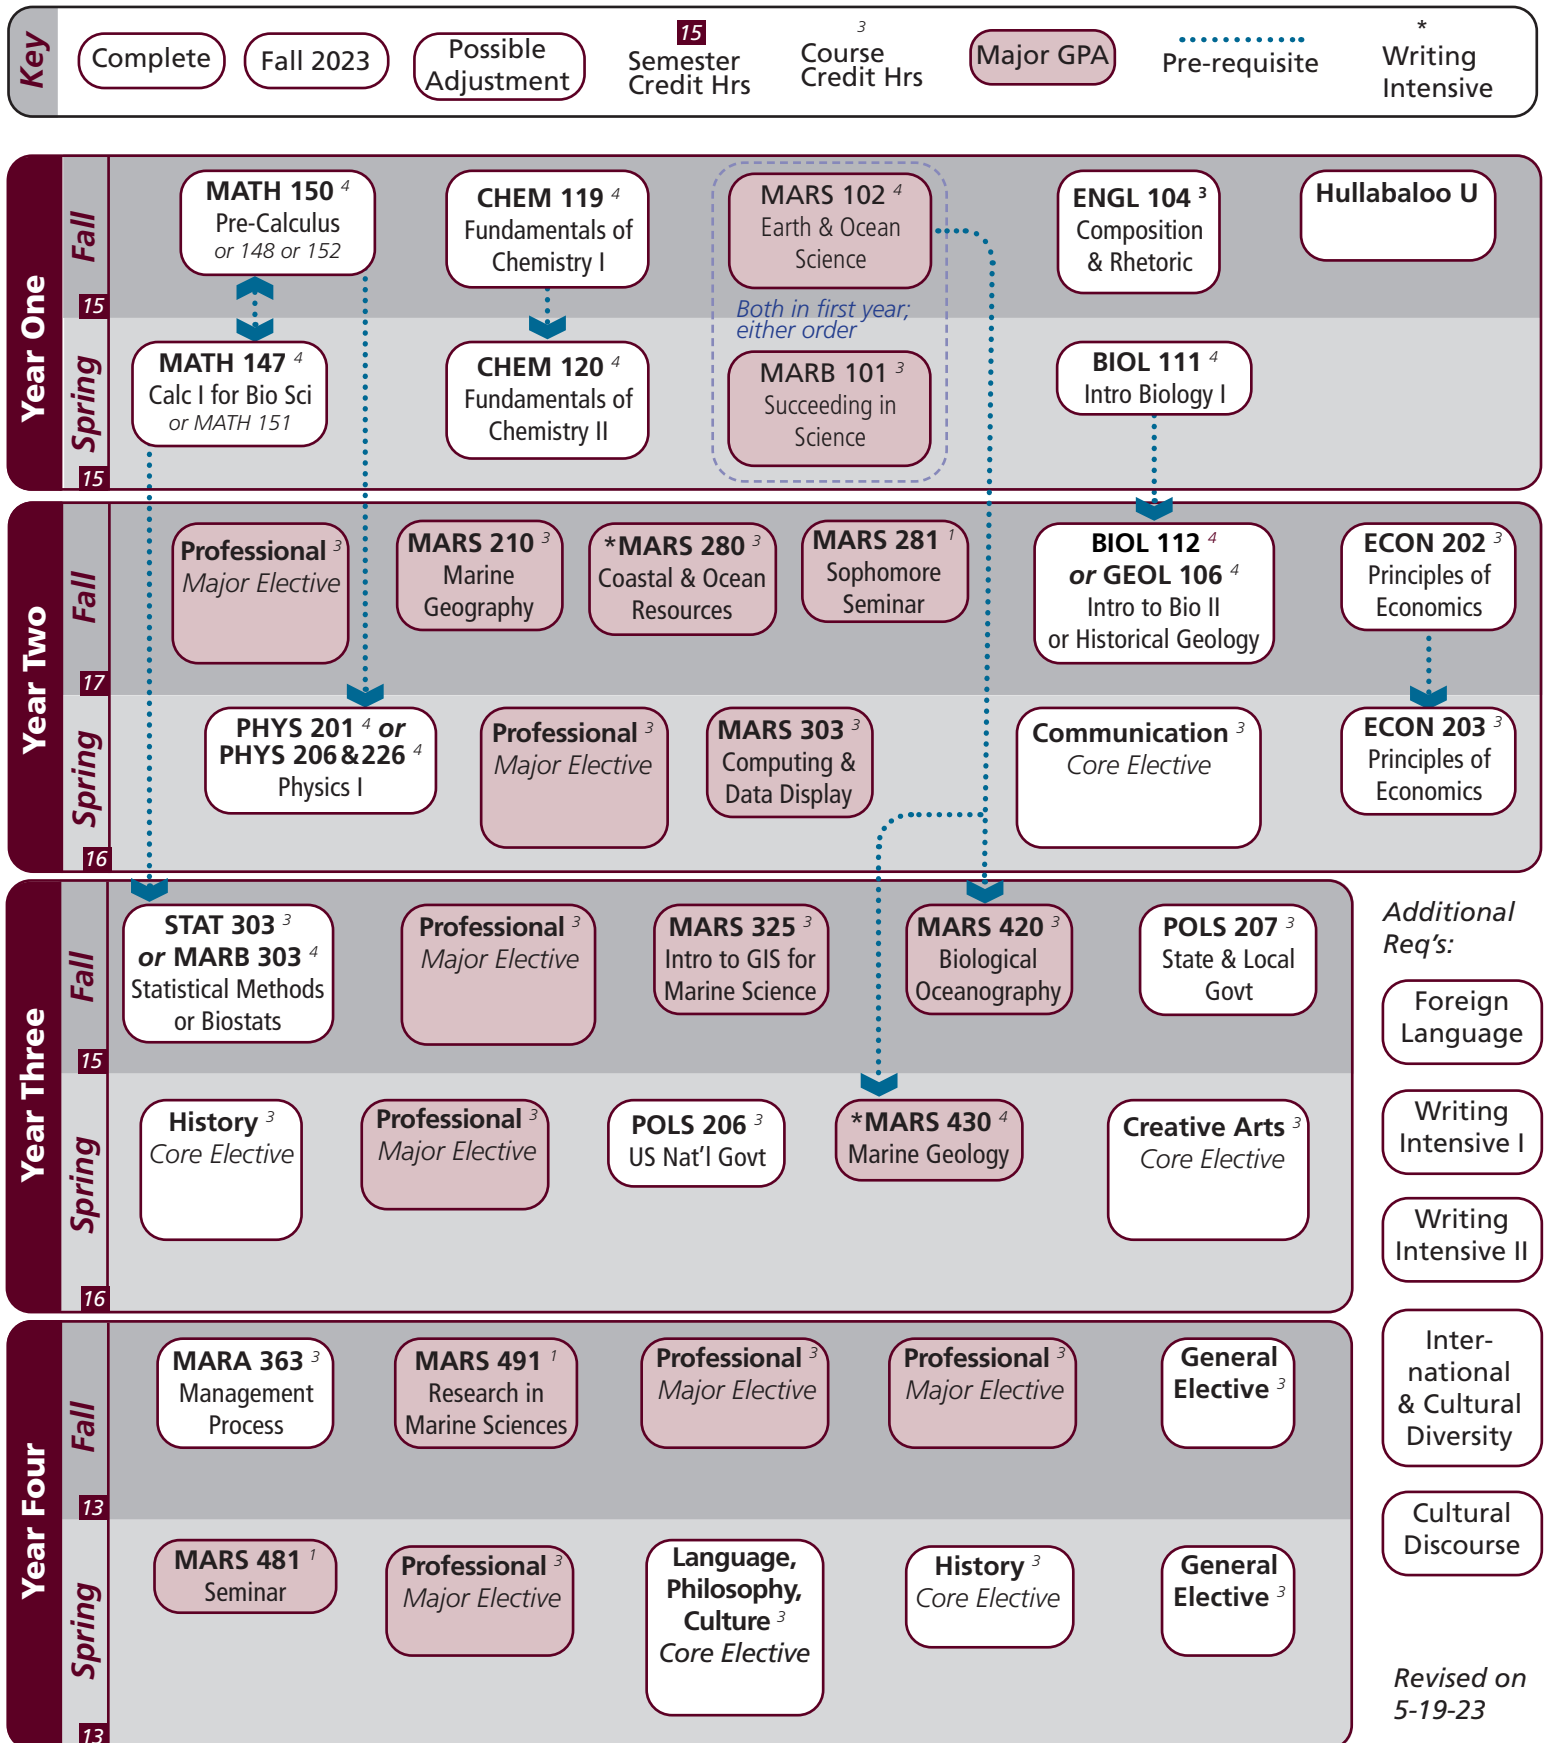 Key
Complete
Fall 2023
Possible
Adjustment
15
Semester
Credit Hrs
3
Course
Credit Hrs
Major GPA
Pre-requisite
*
Writing
Intensive
Year One
Fall
15
MATH 150 4
Pre-Calculus
or 148 or 152
CHEM 119 4
Fundamentals of
Chemistry I
MARS 102 4
Earth & Ocean
Science
ENGL 104 3
Composition
& Rhetoric
Hullabaloo U
Both in first year;
either order
Spring
15
MATH 147 4
Calc I for Bio Sci
or MATH 151
CHEM 120 4
Fundamentals of
Chemistry II
MARB 101 3
Succeeding in
Science
BIOL 111 4
Intro Biology I
Year Two
Fall
17
Professional 3
Major Elective
MARS 210 3
Marine
Geography
*MARS 280 3
Coastal & Ocean
Resources
MARS 281 1
Sophomore
Seminar
BIOL 112 4
or GEOL 106 4
Intro to Bio II
or Historical Geology
ECON 202 3
Principles of
Economics
Spring
16
PHYS 201 4 or
PHYS 206&226 4
Physics I
Professional 3
Major Elective
MARS 303 3
Computing &
Data Display
Communication 3
Core Elective
ECON 203 3
Principles of
Economics
Year Three
Fall
15
STAT 303 3
or MARB 303 4
Statistical Methods
or Biostats
Professional 3
Major Elective
MARS 325 3
Intro to GIS for
Marine Science
MARS 420 3
Biological
Oceanography
POLS 207 3
State & Local
Govt
Spring
16
History 3
Core Elective
Professional 3
Major Elective
POLS 206 3
US Nat'l Govt
*MARS 430 4
Marine Geology
Creative Arts 3
Core Elective
Year Four
Fall
13
MARA 363 3
Management
Process
MARS 491 1
Research in
Marine Sciences
Professional 3
Major Elective
Professional 3
Major Elective
General
Elective 3
Spring
13
MARS 481 1
Seminar
Professional 3
Major Elective
Language,
Philosophy,
Culture 3
Core Elective
History 3
Core Elective
General
Elective 3
Additional
Req's:
Foreign
Language
Writing
Intensive I
Writing
Intensive II
Inter-
national
& Cultural
Diversity
Cultural
Discourse
Revised on
5-19-23